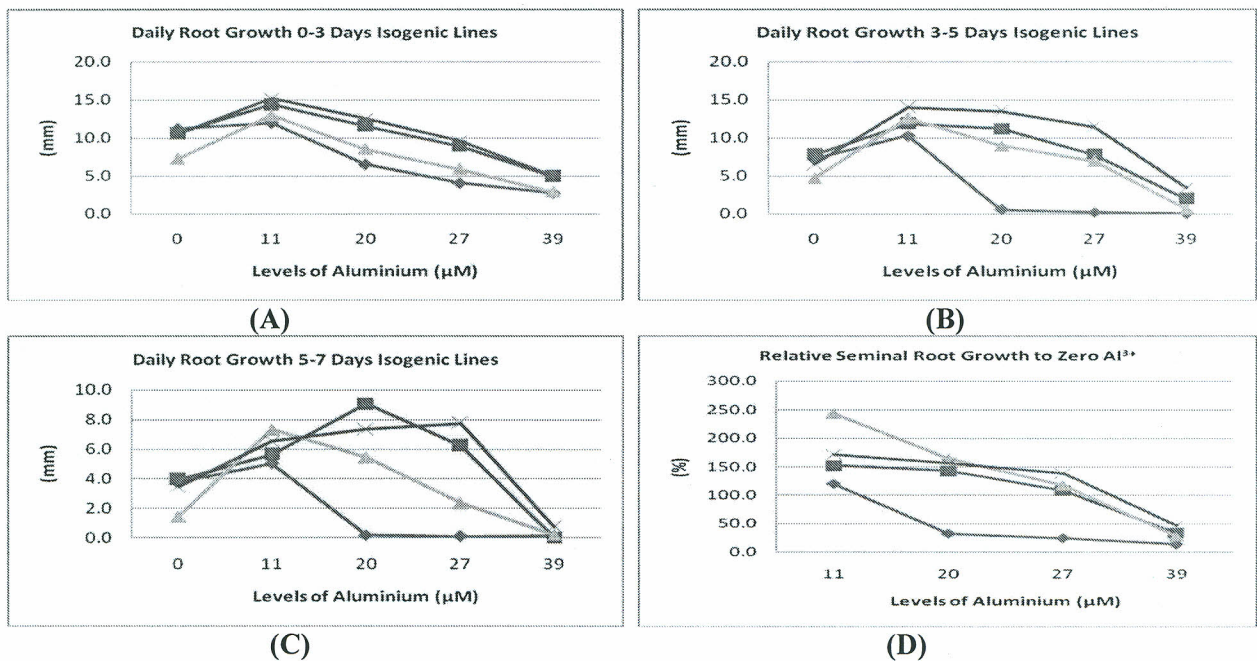 Daily Root Growth 0-3 Days Isogenic Lines
20.0
15.0
10.0
5.0
0.0
(mm)
0 11 20 27 39
Levels of Aluminium (µM)
(A)
Daily Root Growth 3-5 Days Isogenic Lines
20.0
15.0
10.0
5.0
0.0
(mm)
0 11 20 27 39
Levels of Aluminium (µM)
(B)
Daily Root Growth 5-7 Days Isogenic Lines
10.0
8.0
6.0
4.0
2.0
0.0
(mm)
0 11 20 27 39
Levels of Aluminium (µM)
(C)
Relative Seminal Root Growth to Zero Al³⁺
300.0
250.0
200.0
150.0
100.0
50.0
0.0
(%)
11 20 27 39
Levels of Aluminium (µM)
(D)